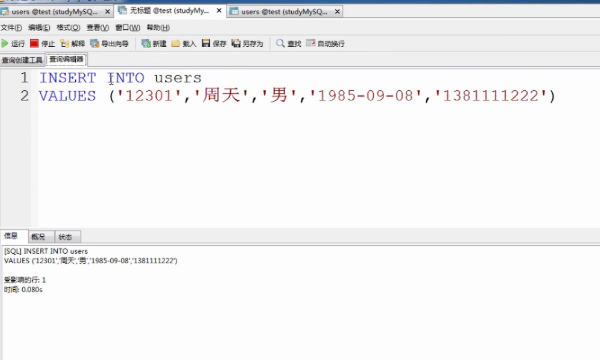 users @test (studyMySQ... 无标题 @test (studyMy... users @test (studyMySQ...
文件(F) 编辑(E) 格式(O) 查看(V) 窗口(W) 帮助(H)
运行 停止 解释 导出向导 新建 载入 保存 另存为 查找 自动换行
查询创建工具 查询编辑器
1 INSERT INTO users
2 VALUES ('12301','周天','男','1985-09-08','1381111222')
信息 概况 状态
[SQL] INSERT INTO users
VALUES ('12301','周天','男','1985-09-08','1381111222')
受影响的行: 1
时间: 0.080s